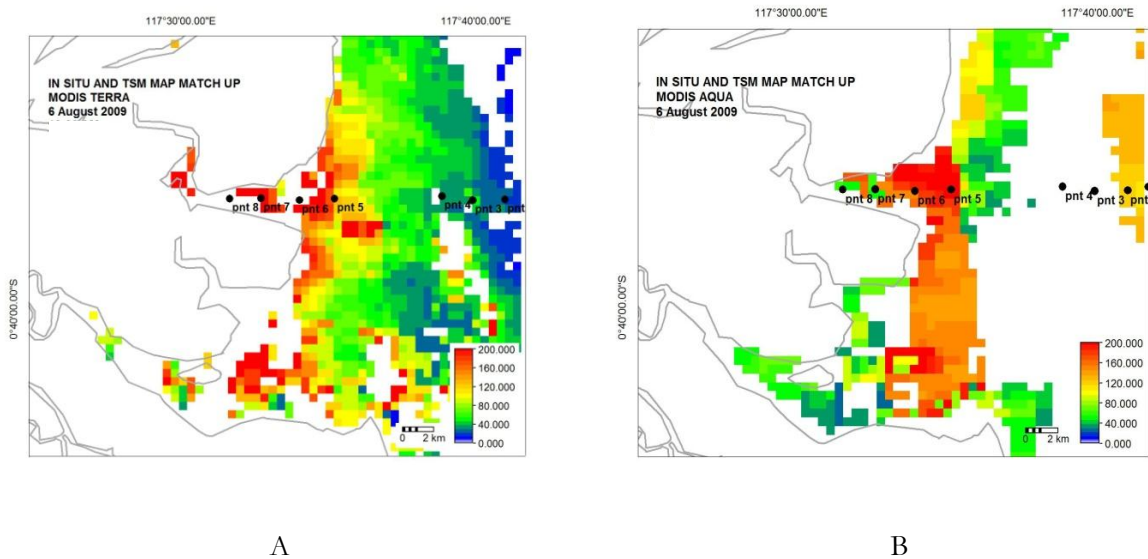 117°30'00.00"E 117°40'00.00"E
IN SITU AND TSM MAP MATCH UP
MODIS TERRA
6 August 2009
pnt 8 pnt 7 pnt 6 pnt 5 pnt 4 pnt 3 pnt
0°40'00.00"S
200.000
160.000
120.000
80.000
40.000
0.000
0 2 km
A
117°30'00.00"E 117°40'00.00"E
IN SITU AND TSM MAP MATCH UP
MODIS AQUA
6 August 2009
pnt 8 pnt 7 pnt 6 pnt 5 pnt 4 pnt 3 pnt
0°40'00.00"S
200.000
160.000
120.000
80.000
40.000
0.000
0 2 km
B